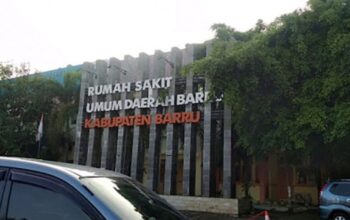 RUMAH SAKIT
UMUM DAERAH BARRU
KABUPATEN BARRU